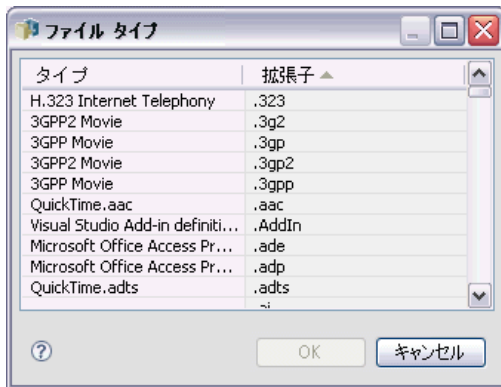 ファイル タイプ
タイプ 拡張子
H.323 Internet Telephony .323
3GPP2 Movie .3g2
3GPP Movie .3gp
3GPP2 Movie .3gp2
3GPP Movie .3gpp
QuickTime.aac .aac
Visual Studio Add-in definiti... .AddIn
Microsoft Office Access Pr... .ade
Microsoft Office Access Pr... .adp
QuickTime.adts .adts
? OK キャンセル